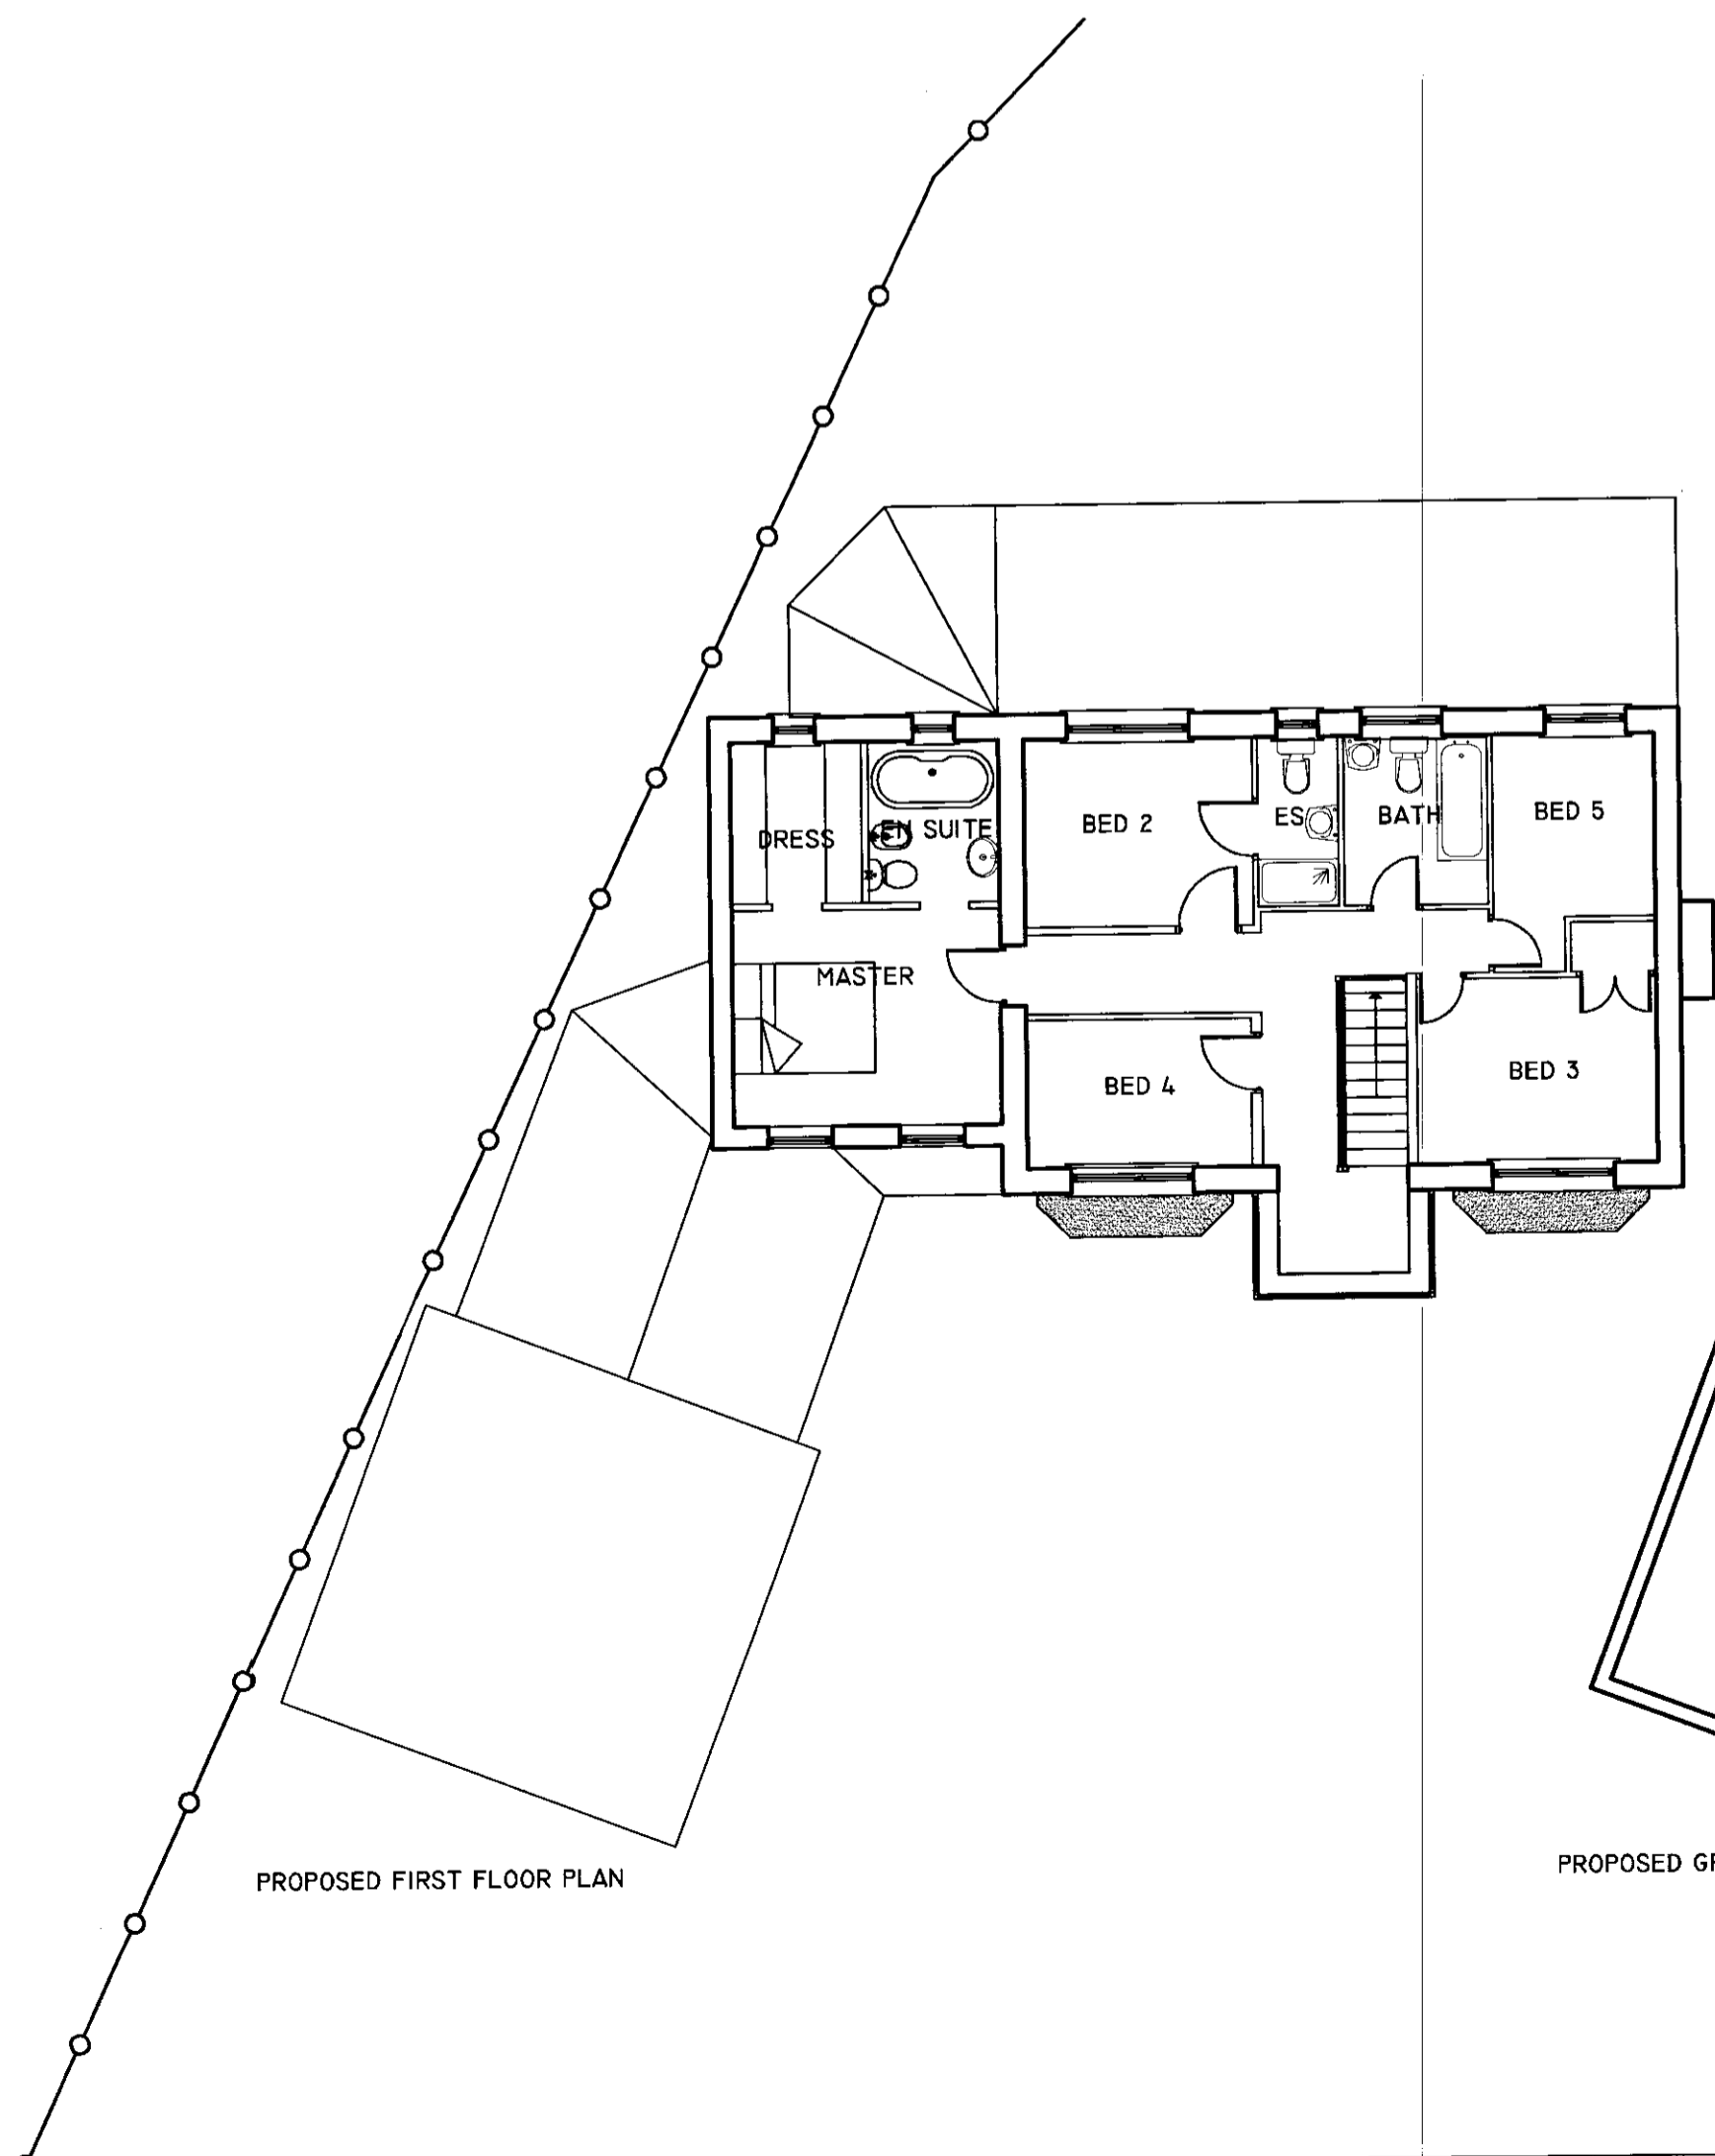 BED 5
BED 2
ES
BATH
EN SUITE
DRESS
MASTER
BED 3
BED 4
PROPOSED FIRST FLOOR PLAN
PROPOSED